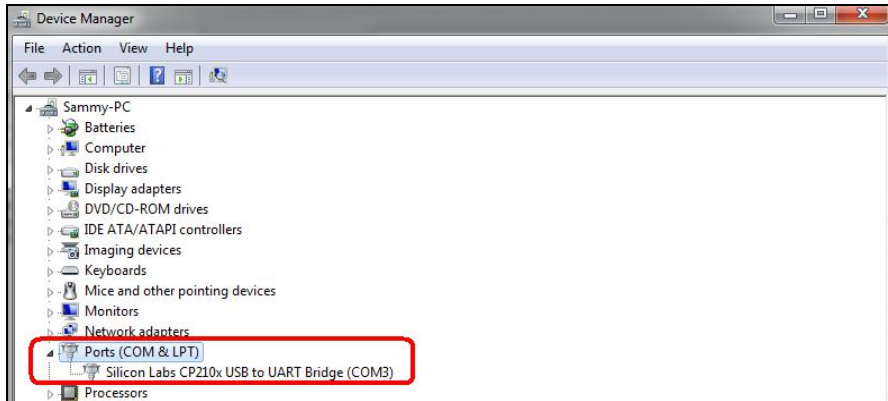 Device Manager
File Action View Help
Sammy-PC
Batteries
Computer
Disk drives
Display adapters
DVD/CD-ROM drives
IDE ATA/ATAPI controllers
Imaging devices
Keyboards
Mice and other pointing devices
Monitors
Network adapters
Ports (COM & LPT)
Silicon Labs CP210x USB to UART Bridge (COM3)
Processors